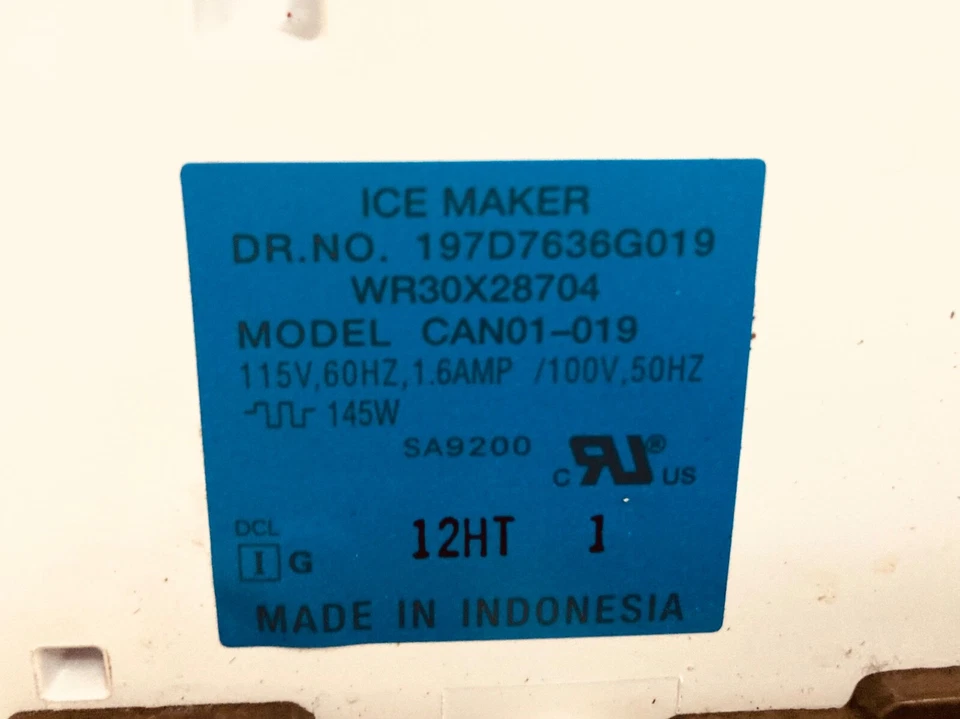 ICE MAKER
DR.NO. 197D7636G019
WR30X28704
MODEL CAN01-019
115V,60HZ,1.6AMP /100V,50HZ
145W
SA9200
C RU ® US
DCL
I G
12HT 1
MADE IN INDONESIA